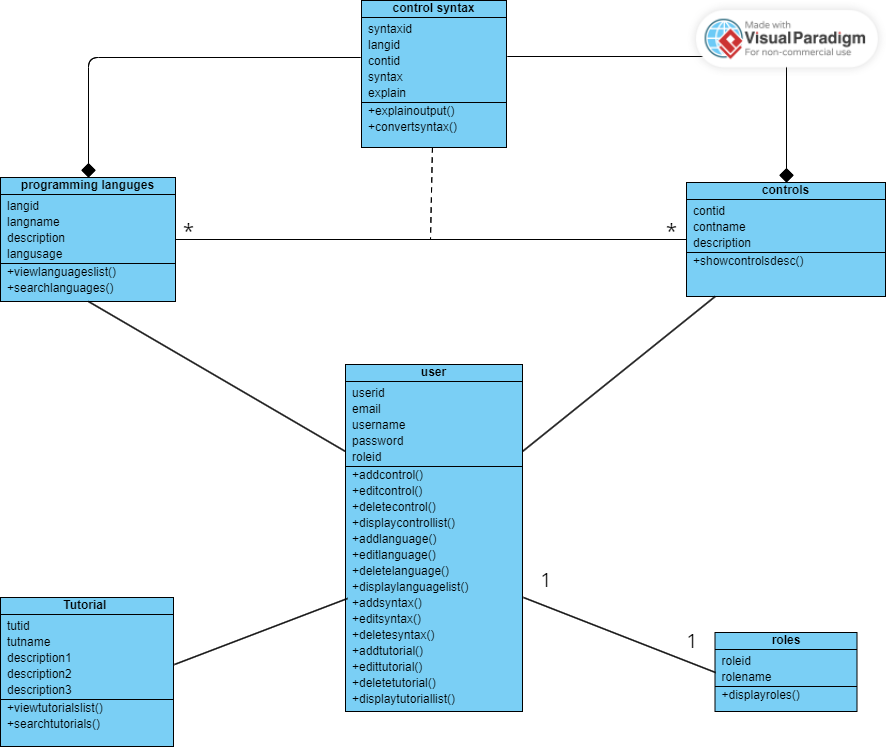 control syntax
syntaxid
langid
contid
syntax
explain
+explainoutput()
+convertsyntax()
Made with
VisualParadigm
For non-commercial use
programming languges
langid
langname
description
langusage
+viewlanguageslist()
+searchlanguages()
*
*
controls
contid
contname
description
+showcontrolsdesc()
user
userid
email
username
password
roleid
+addcontrol()
+editcontrol()
+deletecontrol()
+displaycontrollist()
+addlanguage()
+editlanguage()
+deletelanguage()
+displaylanguagelist()
+addsyntax()
+editsyntax()
+deletesyntax()
+addtutorial()
+edittutorial()
+deletetutorial()
+displaytutoriallist()
1
1
Tutorial
tutid
tutname
description1
description2
description3
+viewtutorialslist()
+searchtutorials()
roles
roleid
rolename
+displayroles()